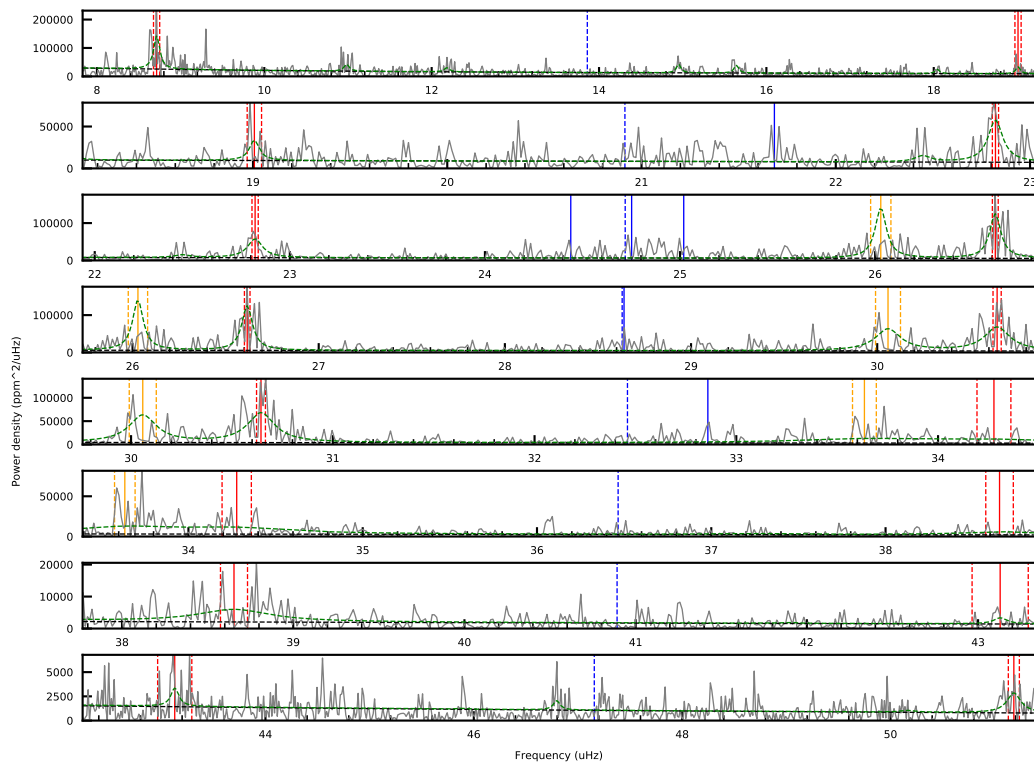 200000
100000
0
8 10 12 14 16 18
50000
0
19 20 21 22 23
100000
0
22 23 24 25 26
100000
0
26 27 28 29 30
100000
50000
0
30 31 32 33 34
Power density (ppm^2/uHz)
50000
0
34 35 36 37 38
20000
10000
0
38 39 40 41 42 43
5000
2500
0
44 46 48 50
Frequency (uHz)